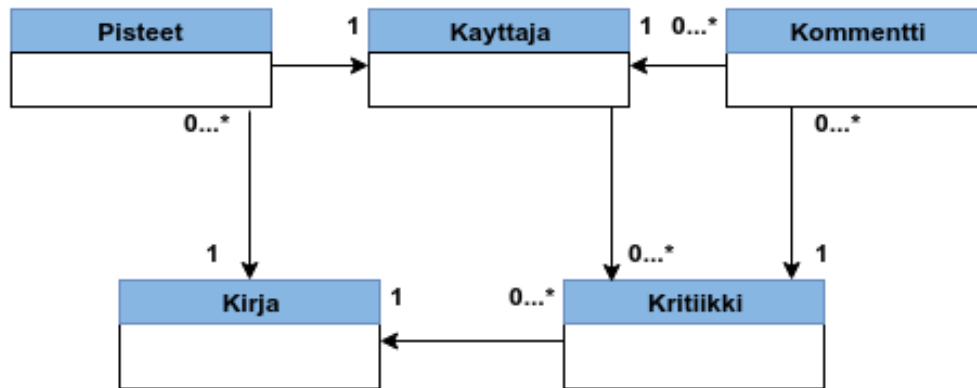 Pisteet
1
Kayttaja
1
0...*
Kommentti
0...*
0...*
1
0...*
1
Kirja
1
0...*
Kritiikki